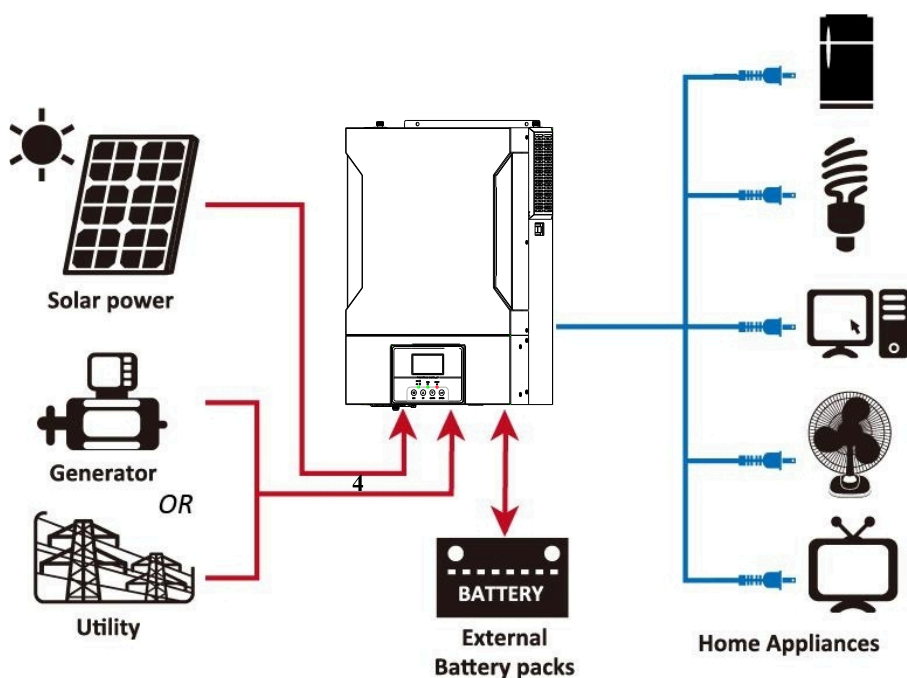 Solar power
Generator
OR
4
Utility
BATTERY
External
Battery packs
Home Appliances